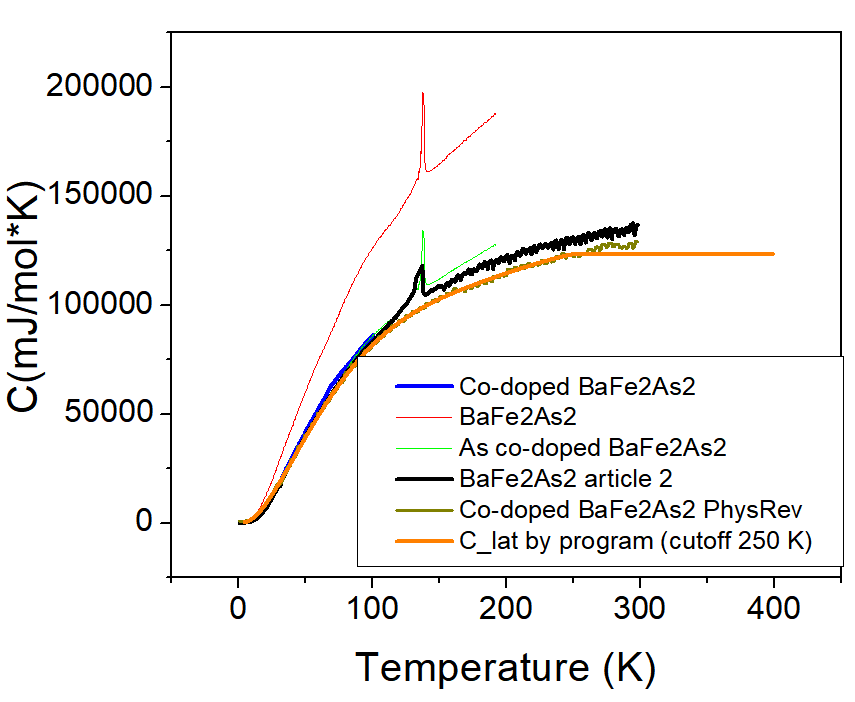 200000
150000
100000
50000
0
C(mJ/mol*K)
Co-doped BaFe2As2
BaFe2As2
As co-doped BaFe2As2
BaFe2As2 article 2
Co-doped BaFe2As2 PhysRev
C_lat by program (cutoff 250 K)
0 100 200 300 400
Temperature (K)